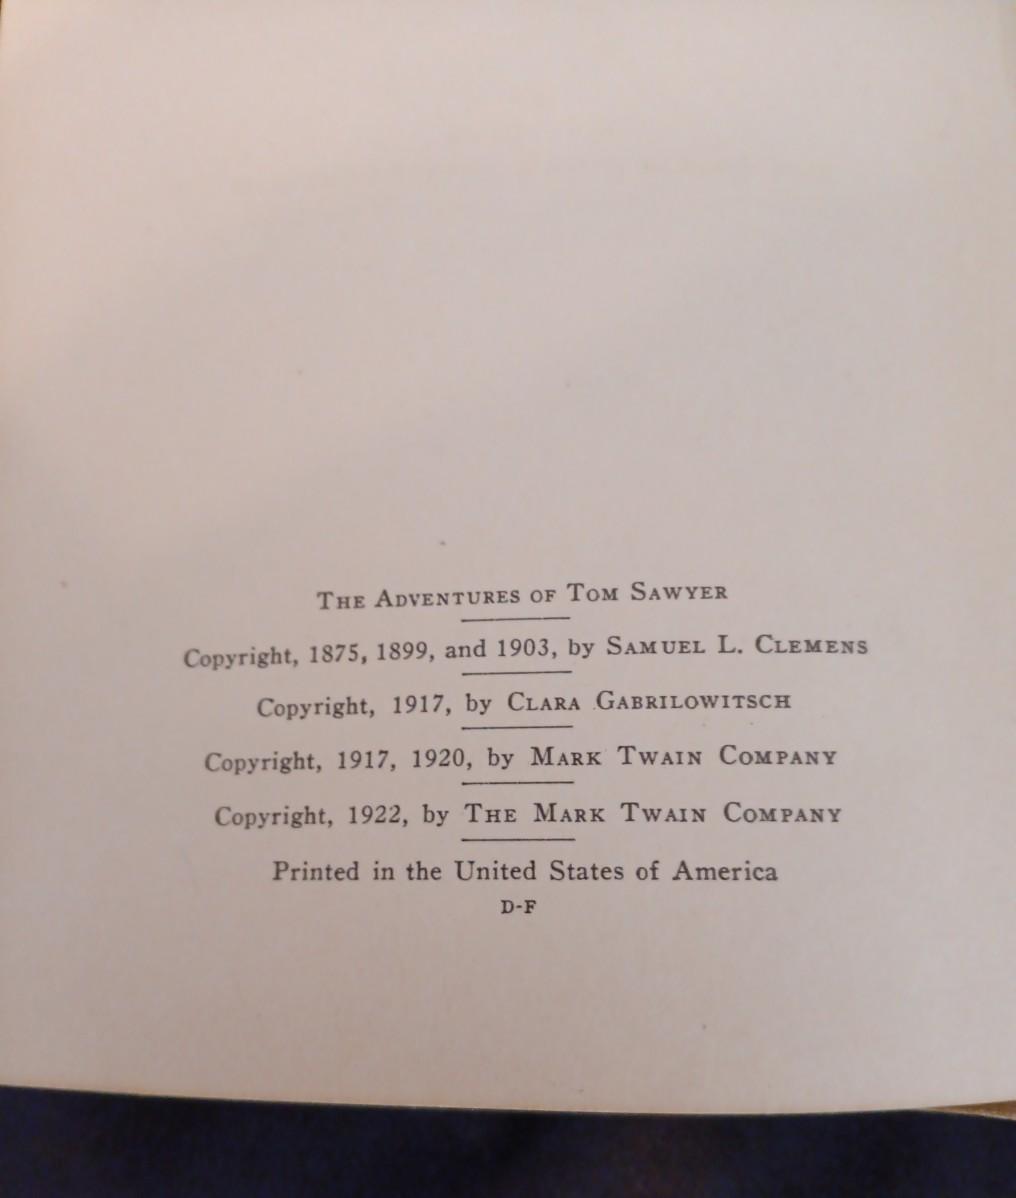 The Adventures of Tom Sawyer
Copyright, 1875, 1899, and 1903, by Samuel L. Clemens
Copyright, 1917, by Clara Gabrilowitsch
Copyright, 1917, 1920, by Mark Twain Company
Copyright, 1922, by The Mark Twain Company
Printed in the United States of America
D-F